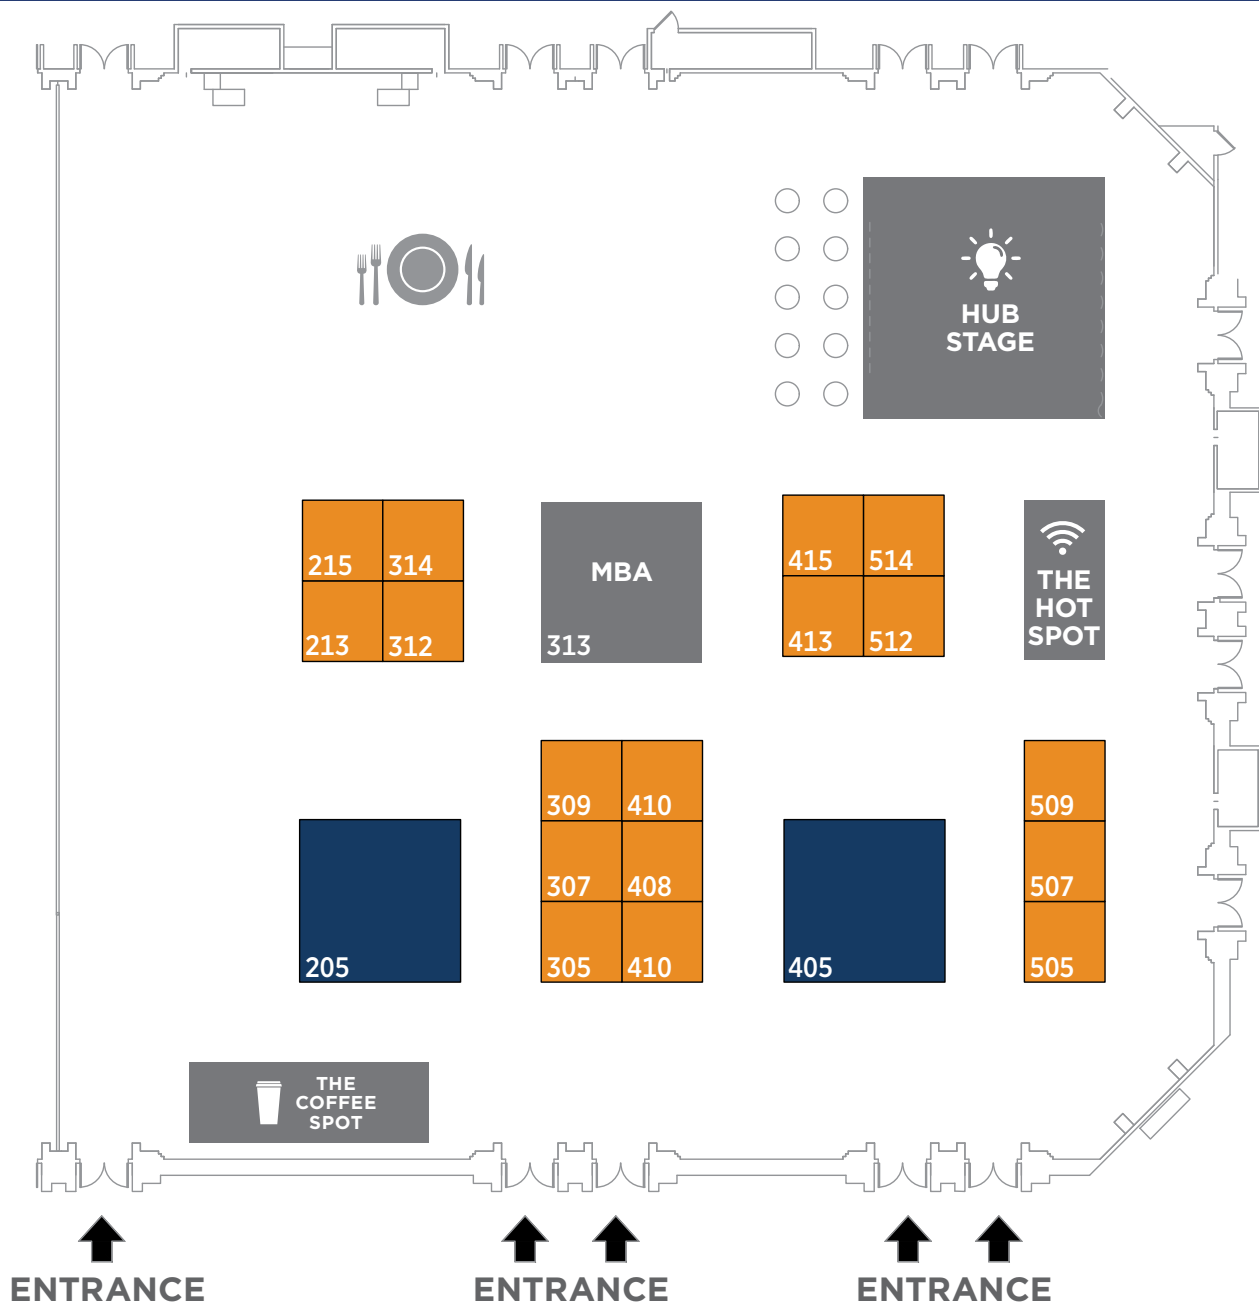 HUB
STAGE
215 314
213 312
MBA
313
415 514
413 512
THE
HOT
SPOT
309 410
307 408
305 410
205
405
509
507
505
THE
COFFEE
SPOT
ENTRANCE
ENTRANCE
ENTRANCE